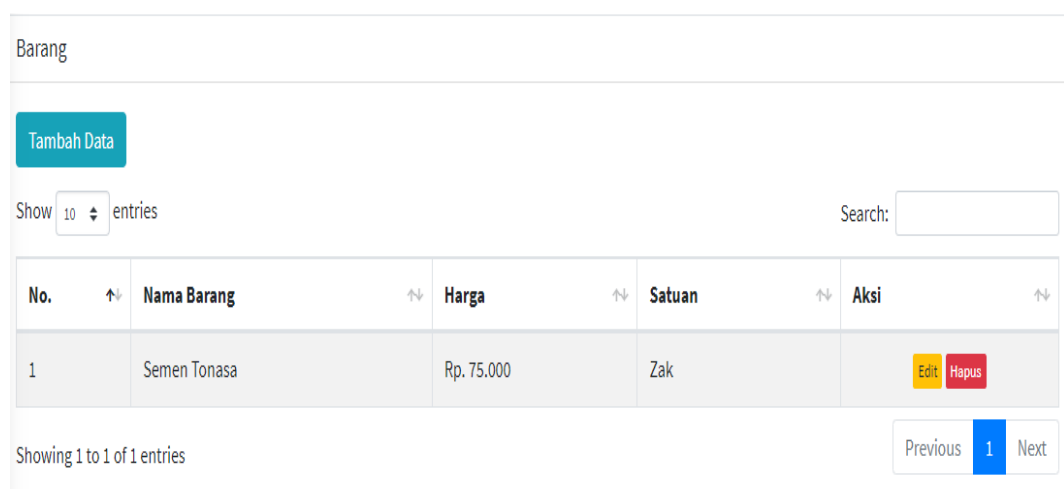 Barang
Tambah Data
Show 10 entries
Search:
No. Nama Barang Harga Satuan Aksi
1 Semen Tonasa Rp. 75.000 Zak Edit Hapus
Showing 1 to 1 of 1 entries
Previous 1 Next